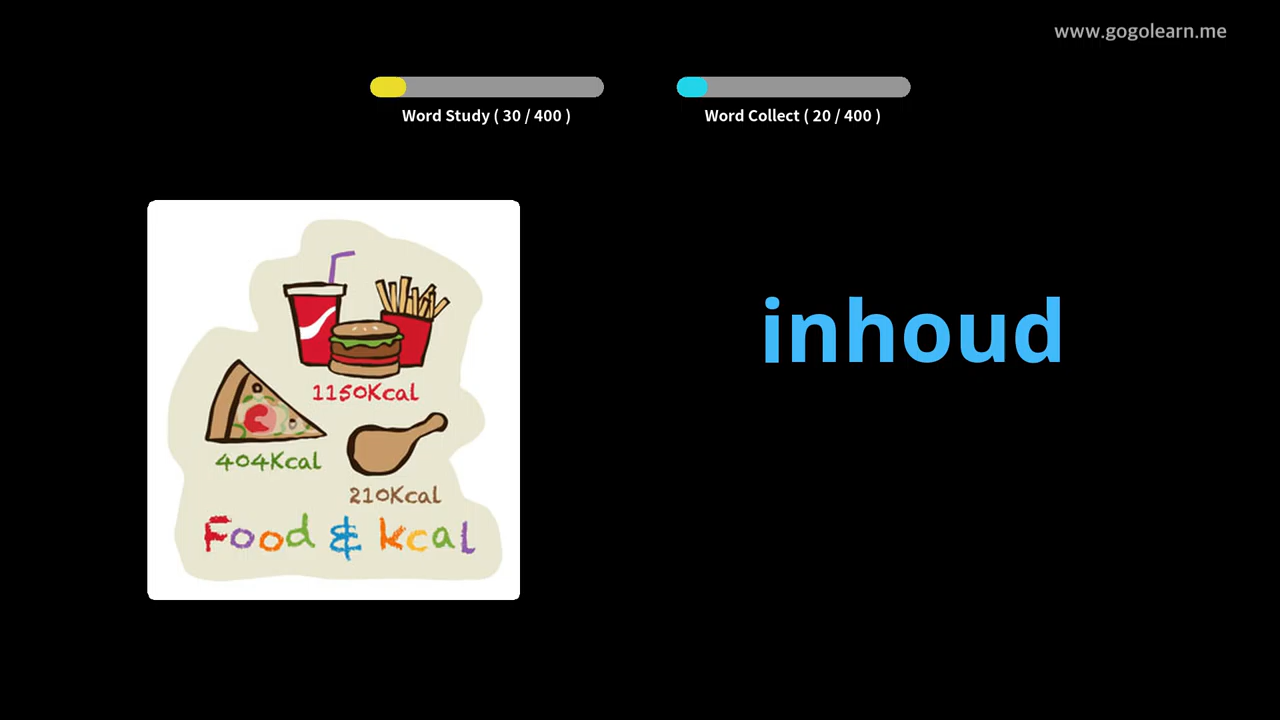 www.gogolearn.me
Word Study ( 30 / 400 )
Word Collect ( 20 / 400 )
1150Kcal
404Kcal
210Kcal
Food & kcal
inhoud